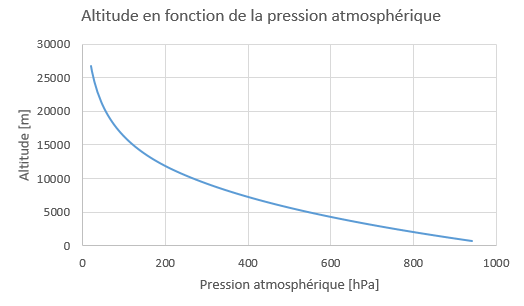 Altitude en fonction de la pression atmosphérique
30000
25000
20000
15000
10000
5000
0
Altitude [m]
0 200 400 600 800 1000
Pression atmosphérique [hPa]